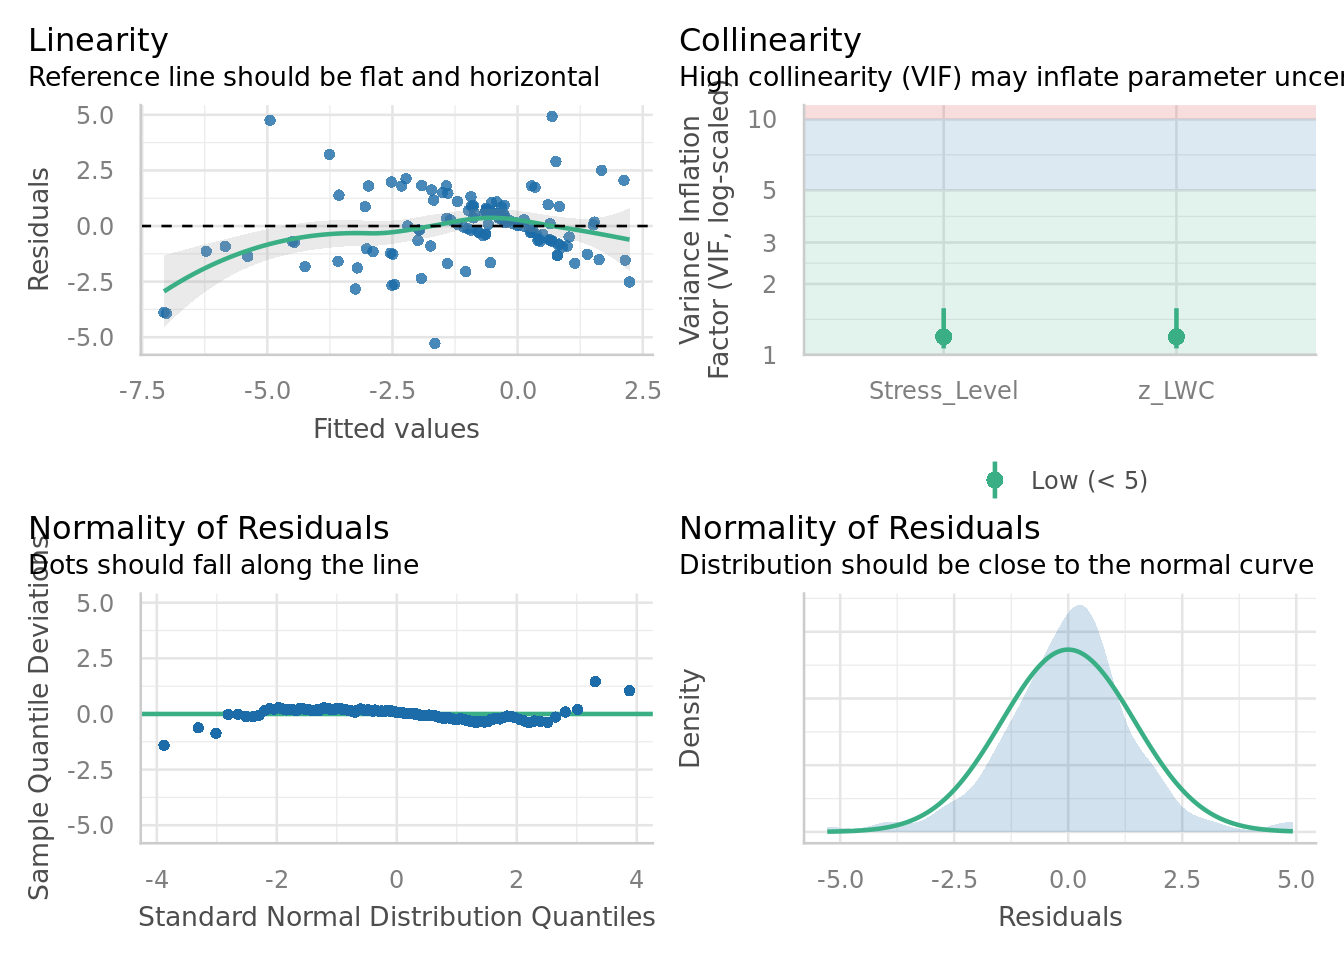 Linearity
Reference line should be flat and horizontal
5.0
2.5
0.0
-2.5
-5.0
Residuals
-7.5 -5.0 -2.5 0.0 2.5
Fitted values
Collinearity
High collinearity (VIF) may inflate parameter
10
5
3
2
1
Variance Inflation
Factor (VIF, log-scaled)
Stress_Level z_LWC
Low (< 5)
Normality of Residuals
Dots should fall along the line
5.0
2.5
0.0
-2.5
-5.0
Sample Quantile Deviations
-4 -2 0 2 4
Standard Normal Distribution Quantiles
Normality of Residuals
Distribution should be close to the normal curve
Density
-5.0 -2.5 0.0 2.5 5.0
Residuals